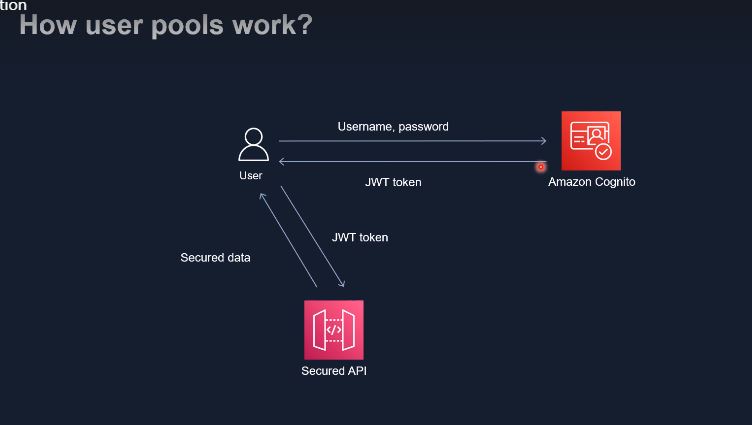 tion
How user pools work?
Username, password
JWT token
User
Amazon Cognito
JWT token
Secured data
Secured API